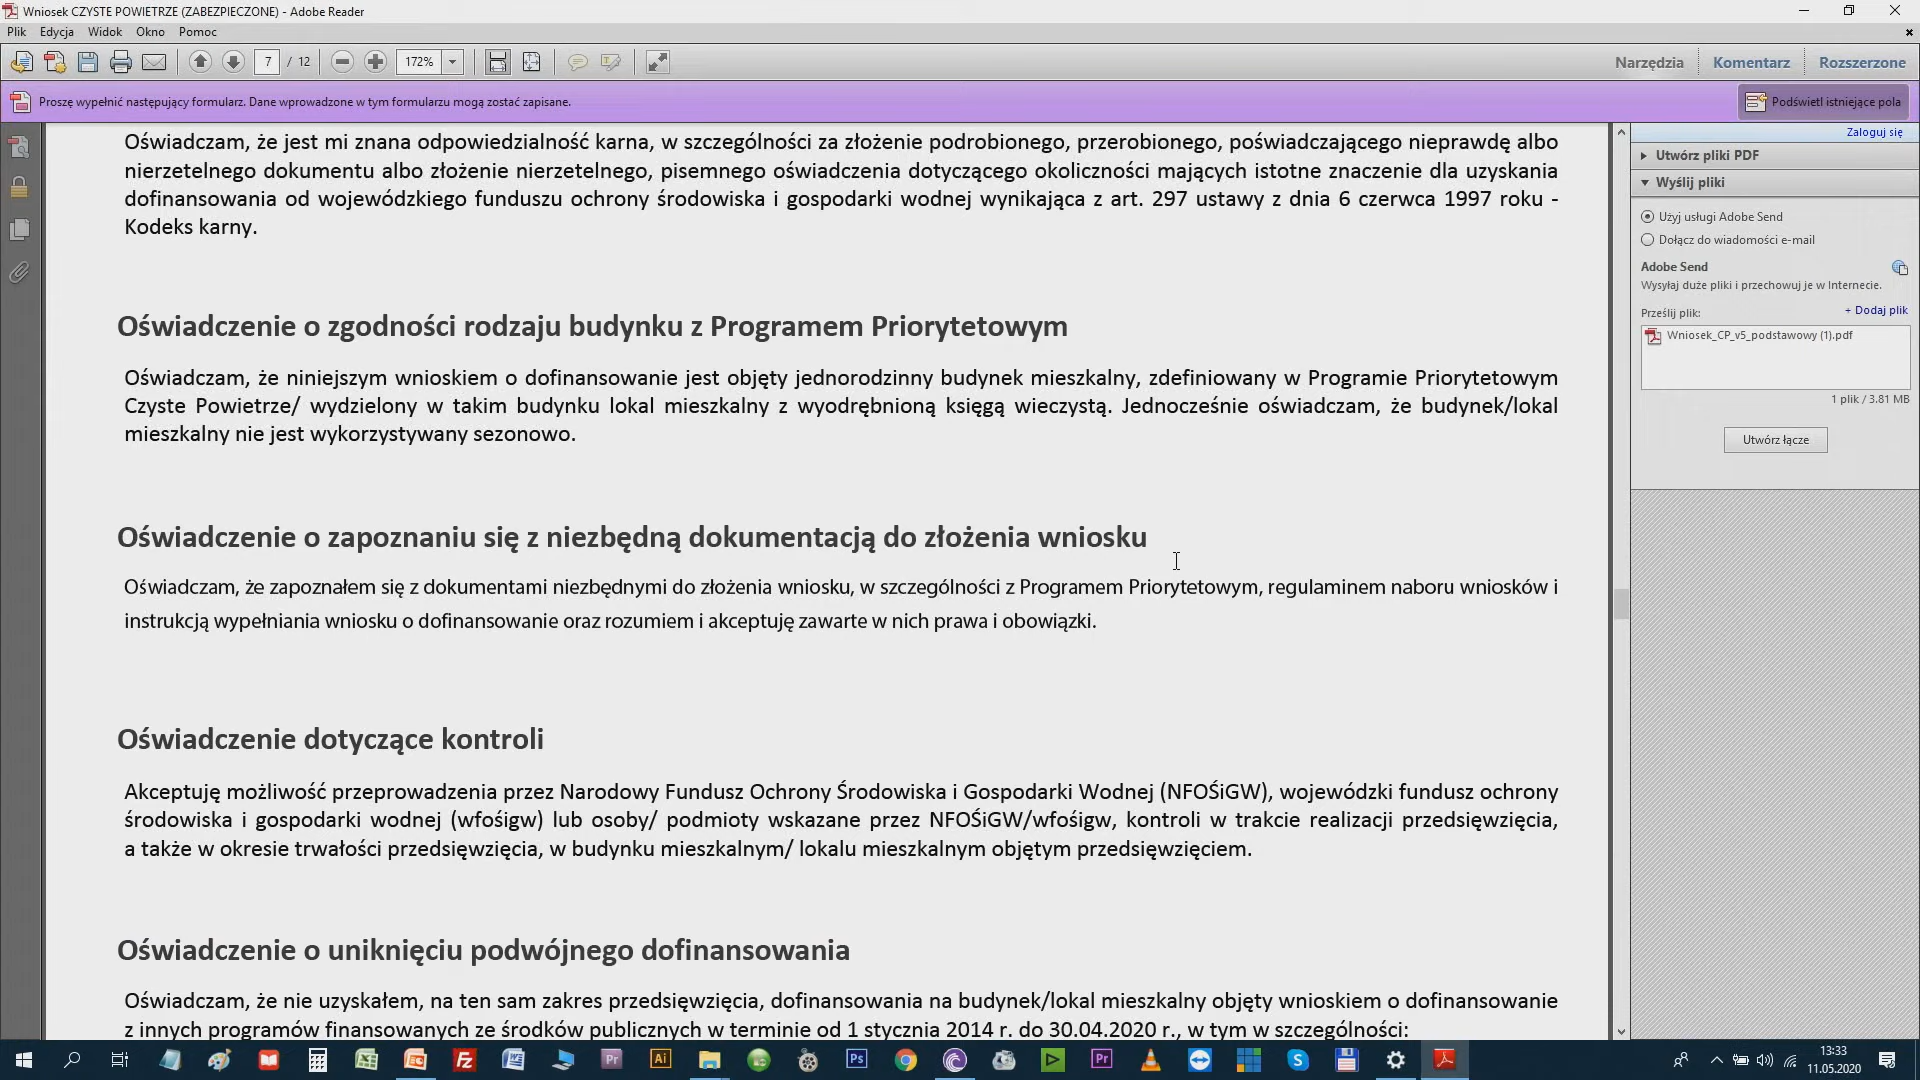 Wniosek CZYSTE POWIETRZE (ZABEZPIECZONE) - Adobe Reader
Plik Edycja Widok Okno Pomoc
7 / 12 172% Narzędzia Komentarz Rozszerzone
Proszę wypełnić następujący formularz. Dane wprowadzone w tym formularzu mogą zostać zapisane. Podświetl istniejące pola
Oświadczam, że jest mi znana odpowiedzialność karna, w szczególności za złożenie podrobionego, przerobionego, poświadczającego nieprawdę albo
nierzetelnego dokumentu albo złożenie nierzetelnego, pisemnego oświadczenia dotyczącego okoliczności mających istotne znaczenie dla uzyskania
dofinansowania od wojewódzkiego funduszu ochrony środowiska i gospodarki wodnej wynikająca z art. 297 ustawy z dnia 6 czerwca 1997 roku -
Kodeks karny.
Oświadczenie o zgodności rodzaju budynku z Programem Priorytetowym
Oświadczam, że niniejszym wnioskiem o dofinansowanie jest objęty jednorodzinny budynek mieszkalny, zdefiniowany w Programie Priorytetowym
Czyste Powietrze/ wydzielony w takim budynku lokal mieszkalny z wyodrębnioną księgą wieczystą. Jednocześnie oświadczam, że budynek/lokal
mieszkalny nie jest wykorzystywany sezonowo.
Oświadczenie o zapoznaniu się z niezbędną dokumentacją do złożenia wniosku
Oświadczam, że zapoznałem się z dokumentami niezbędnymi do złożenia wniosku, w szczególności z Programem Priorytetowym, regulaminem naboru wniosków i
instrukcją wypełniania wniosku o dofinansowanie oraz rozumiem i akceptuję zawarte w nich prawa i obowiązki.
Oświadczenie dotyczące kontroli
Akceptuję możliwość przeprowadzenia przez Narodowy Fundusz Ochrony Środowiska i Gospodarki Wodnej (NFOŚiGW), wojewódzki fundusz ochrony
środowiska i gospodarki wodnej (wfośigw) lub osoby/ podmioty wskazane przez NFOŚiGW/wfośigw, kontroli w trakcie realizacji przedsięwzięcia,
a także w okresie trwałości przedsięwzięcia, w budynku mieszkalnym/ lokalu mieszkalnym objętym przedsięwzięciem.
Oświadczenie o uniknięciu podwójnego dofinansowania
Oświadczam, że nie uzyskałem, na ten sam zakres przedsięwzięcia, dofinansowania na budynek/lokal mieszkalny objęty wnioskiem o dofinansowanie
z innych programów finansowanych ze środków publicznych w terminie od 1 stycznia 2014 r. do 30.04.2020 r., w tym w szczególności:
Zaloguj się
Utwórz pliki PDF
Wyślij pliki
Użyj usługi Adobe Send
Dołącz do wiadomości e-mail
Adobe Send
Wysyłaj duże pliki i przechowuj je w Internecie.
Prześlij plik: + Dodaj plik
Wniosek_CP_v5_podstawowy (1).pdf
1 plik / 3.81 MB
Utwórz łącze
Pr Ai Ps Pr
13:33
11.05.2020